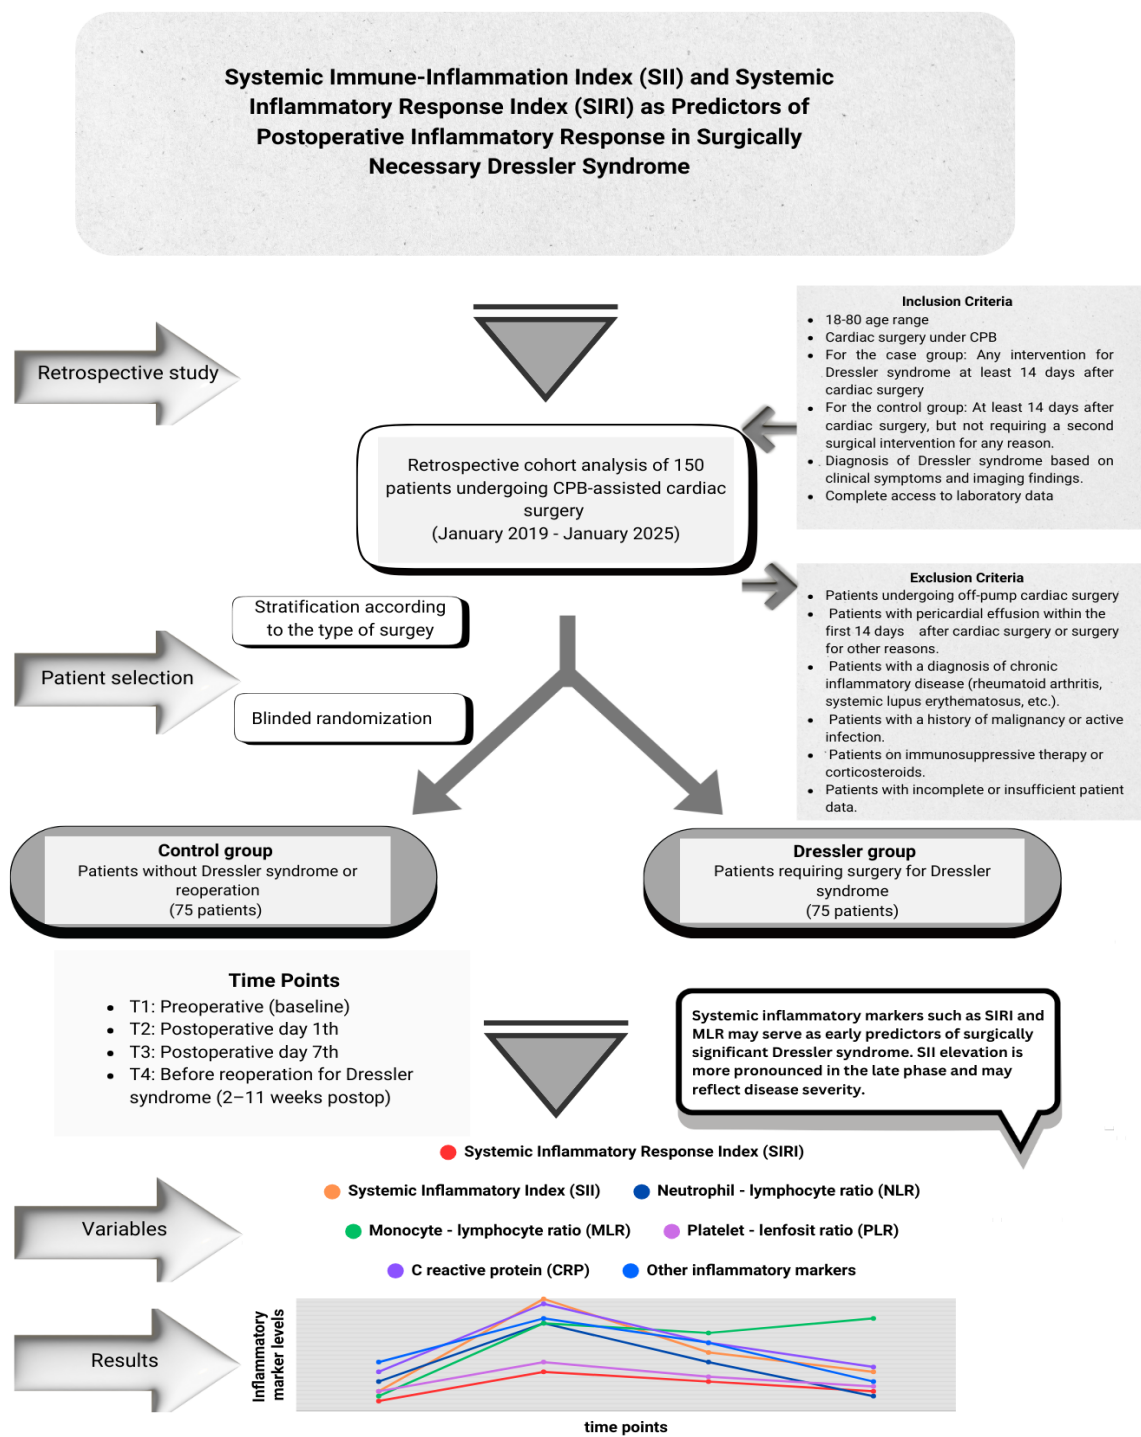 Systemic Immune-Inflammation Index (SII) and Systemic
Inflammatory Response Index (SIRI) as Predictors of
Postoperative Inflammatory Response in Surgically
Necessary Dressler Syndrome
Retrospective study
Inclusion Criteria
• 18-80 age range
• Cardiac surgery under CPB
• For the case group: Any intervention for
Dressler syndrome at least 14 days after
cardiac surgery
• For the control group: At least 14 days after
cardiac surgery, but not requiring a second
surgical intervention for any reason.
• Diagnosis of Dressler syndrome based on
clinical symptoms and imaging findings.
• Complete access to laboratory data
Retrospective cohort analysis of 150
patients undergoing CPB-assisted cardiac
surgery
(January 2019 - January 2025)
Exclusion Criteria
• Patients undergoing off-pump cardiac surgery
• Patients with pericardial effusion within the
first 14 days after cardiac surgery or surgery
for other reasons.
• Patients with a diagnosis of chronic
inflammatory disease (rheumatoid arthritis,
systemic lupus erythematosus, etc.).
• Patients with a history of malignancy or active
infection.
• Patients on immunosuppressive therapy or
corticosteroids.
• Patients with incomplete or insufficient patient
data.
Patient selection
Stratification according
to the type of surgey
Blinded randomization
Control group
Patients without Dressler syndrome or
reoperation
(75 patients)
Dressler group
Patients requiring surgery for Dressler
syndrome
(75 patients)
Time Points
• T1: Preoperative (baseline)
• T2: Postoperative day 1th
• T3: Postoperative day 7th
• T4: Before reoperation for Dressler
syndrome (2–11 weeks postop)
Systemic inflammatory markers such as SIRI and
MLR may serve as early predictors of surgically
significant Dressler syndrome. SII elevation is
more pronounced in the late phase and may
reflect disease severity.
Variables
Systemic Inflammatory Response Index (SIRI)
Systemic Inflammatory Index (SII)
Neutrophil - lymphocyte ratio (NLR)
Monocyte - lymphocyte ratio (MLR)
Platelet - lenfosit ratio (PLR)
C reactive protein (CRP)
Other inflammatory markers
Results
Inflammatory
marker levels
time points